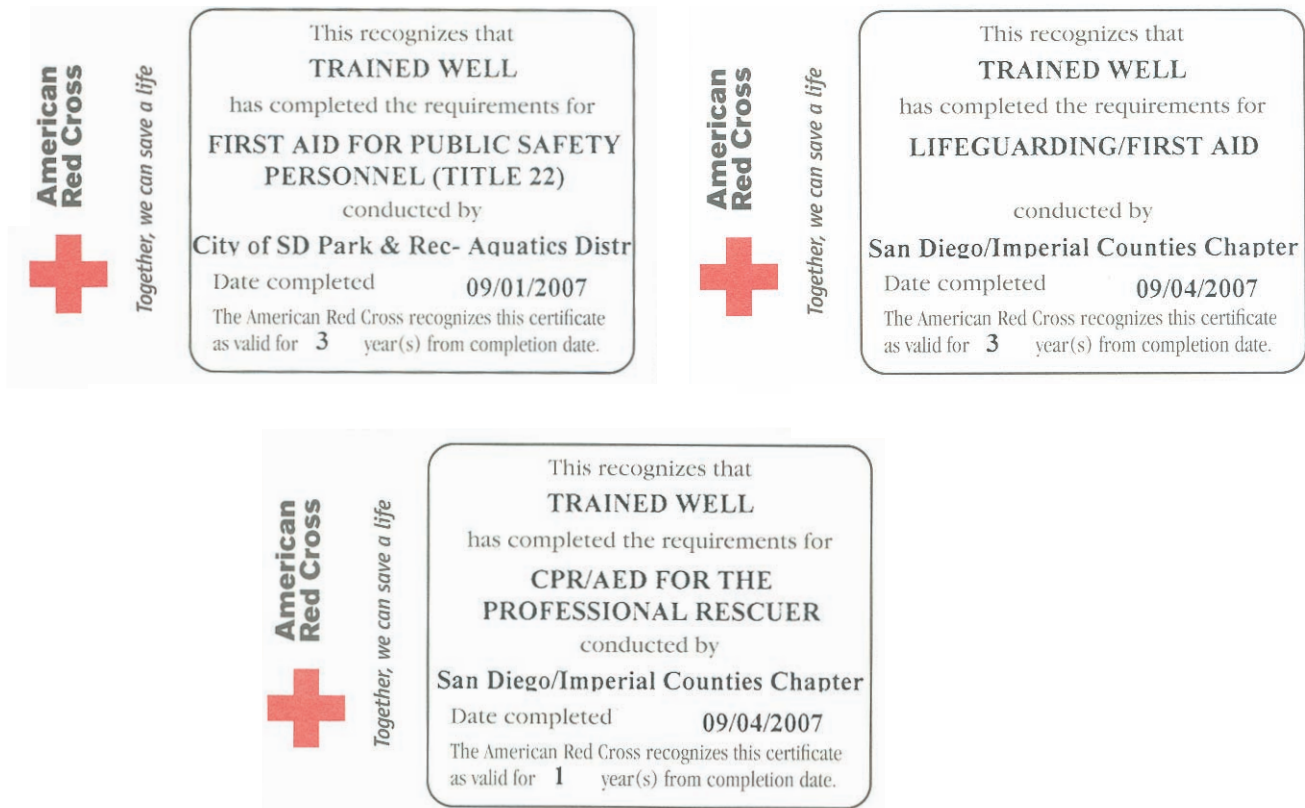 American
Red Cross
Together, we can save a life
This recognizes that
TRAINED WELL
has completed the requirements for
FIRST AID FOR PUBLIC SAFETY
PERSONNEL (TITLE 22)
conducted by
City of SD Park & Rec- Aquatics Distr
Date completed 09/01/2007
The American Red Cross recognizes this certificate
as valid for 3 year(s) from completion date.
American
Red Cross
Together, we can save a life
This recognizes that
TRAINED WELL
has completed the requirements for
LIFEGUARDING/FIRST AID
conducted by
San Diego/Imperial Counties Chapter
Date completed 09/04/2007
The American Red Cross recognizes this certificate
as valid for 3 year(s) from completion date.
American
Red Cross
Together, we can save a life
This recognizes that
TRAINED WELL
has completed the requirements for
CPR/AED FOR THE
PROFESSIONAL RESCUER
conducted by
San Diego/Imperial Counties Chapter
Date completed 09/04/2007
The American Red Cross recognizes this certificate
as valid for 1 year(s) from completion date.